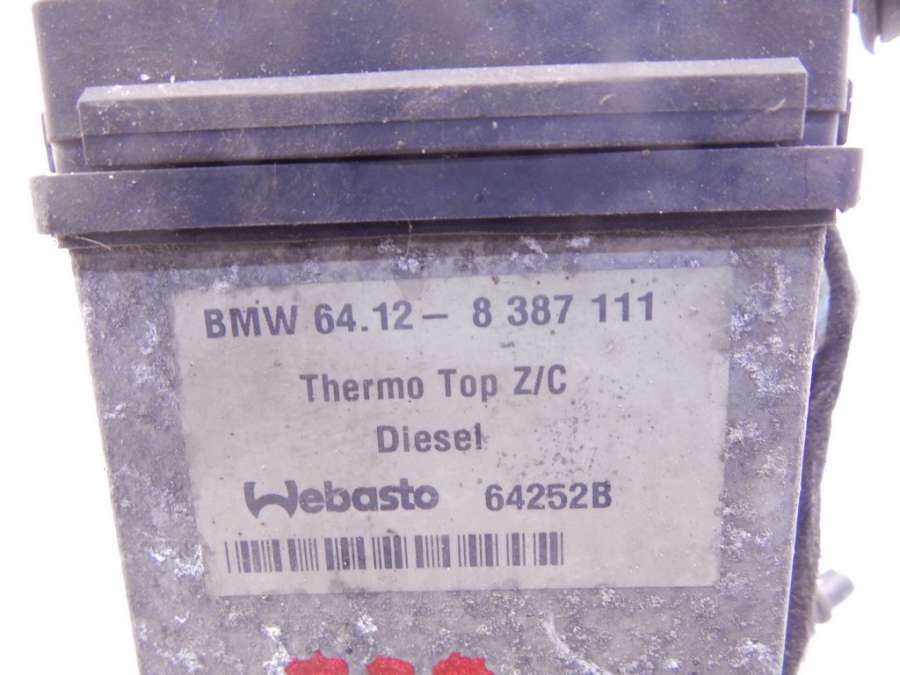 BMW 64.12 - 8 387 111
Thermo Top Z/C
Diesel
Webasto 64252B